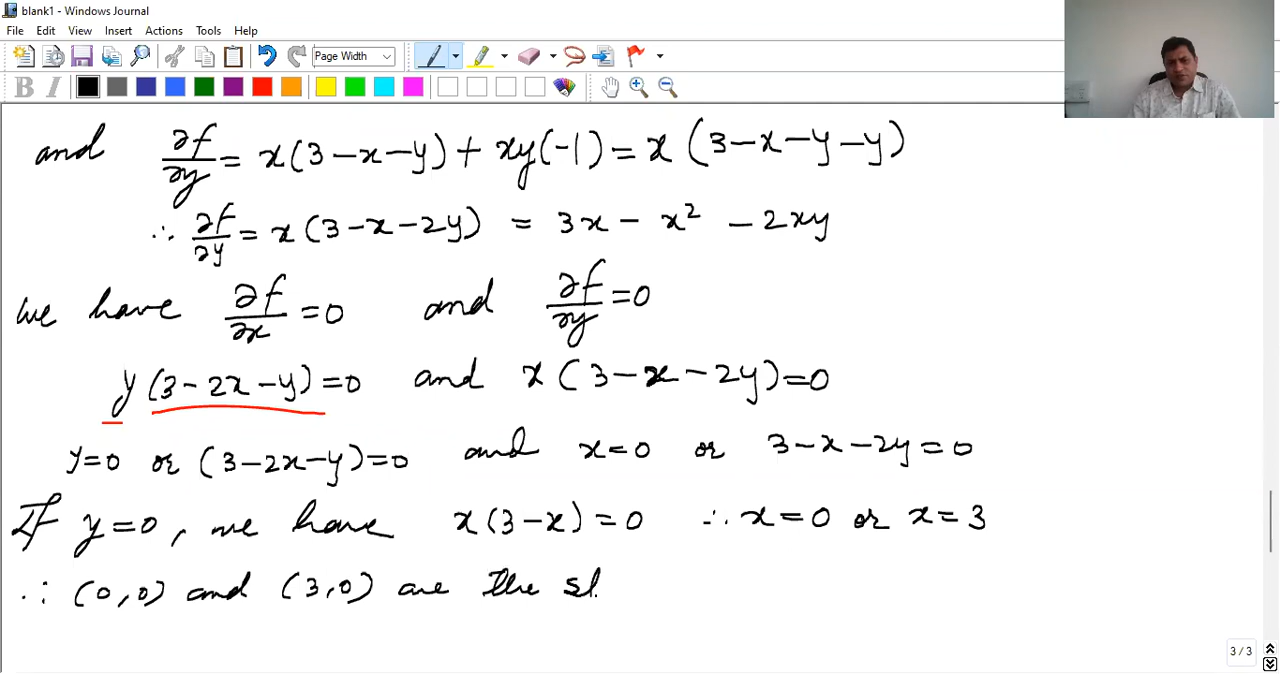 blank1 - Windows Journal
File Edit View Insert Actions Tools Help
Page Width
B I
and ∂f/∂y = x(3-x-y) + xy(-1) = x(3-x-y-y)
∴ ∂f/∂y = x(3-x-2y) = 3x - x² - 2xy
we have ∂f/∂x = 0 and ∂f/∂y = 0
y(3-2x-y)=0 and x(3-x-2y)=0
y=0 or (3-2x-y)=0 and x=0 or 3-x-2y=0
If y=0, we have x(3-x)=0 ∴ x=0 or x=3
∴ (0,0) and (3,0) are the st
3 / 3